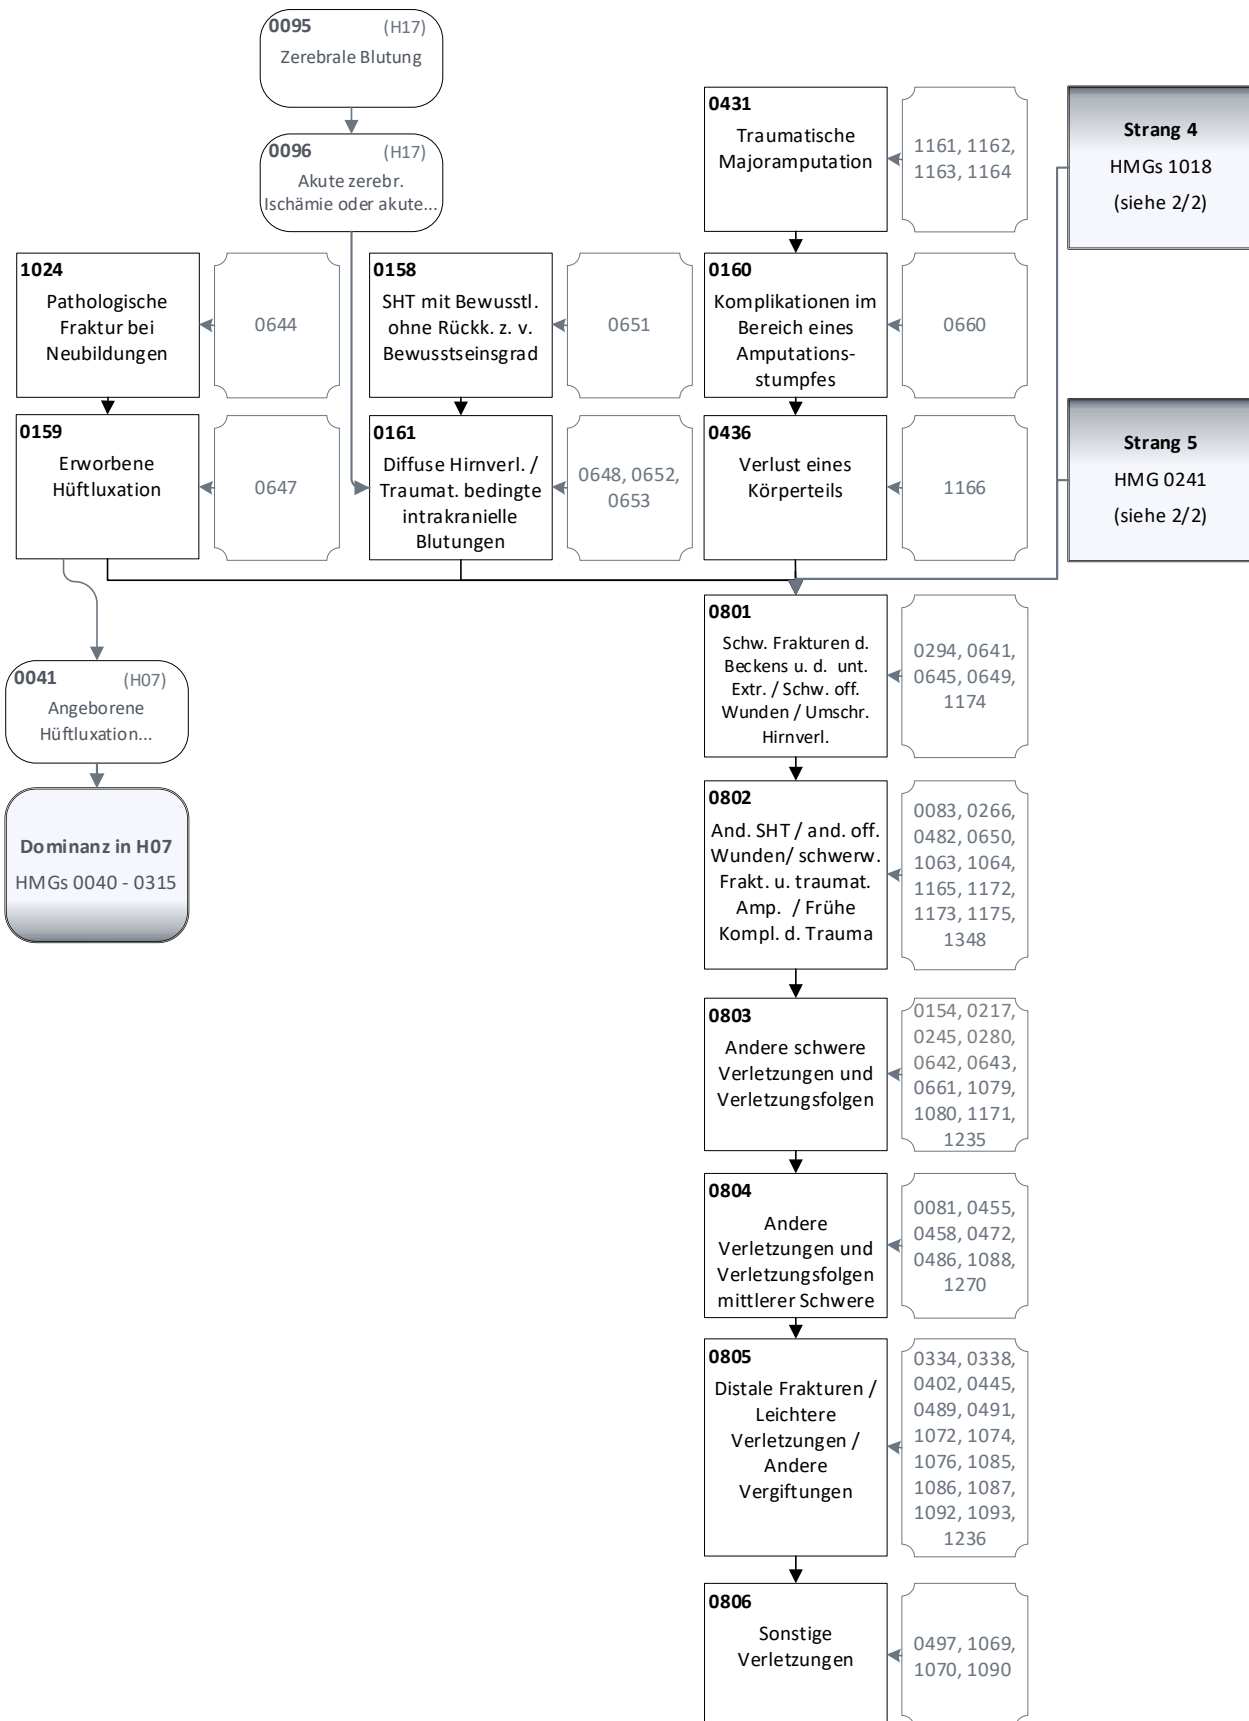 0095 (H17)
Zerebrale Blutung
0096 (H17)
Akute zerebr.
Ischämie oder akute...
0431
Traumatische
Majoramputation
1161, 1162,
1163, 1164
Strang 4
HMGs 1018
(siehe 2/2)
1024
Pathologische
Fraktur bei
Neubildungen
0644
0158
SHT mit Bewusstl.
ohne Rückk. z. v.
Bewusstseinsgrad
0651
0160
Komplikationen im
Bereich eines
Amputations-
stumpfes
0660
0159
Erworbene
Hüftluxation
0647
0161
Diffuse Hirnverl. /
Traumat. bedingte
intrakranielle
Blutungen
0648, 0652,
0653
0436
Verlust eines
Körperteils
1166
Strang 5
HMG 0241
(siehe 2/2)
0041 (H07)
Angeborene
Hüftluxation...
Dominanz in H07
HMGs 0040 - 0315
0801
Schw. Frakturen d.
Beckens u. d. unt.
Extr. / Schw. off.
Wunden / Umschr.
Hirnverl.
0294, 0641,
0645, 0649,
1174
0802
And. SHT / and. off.
Wunden/ schwerw.
Frakt. u. traumat.
Amp. / Frühe
Kompl. d. Trauma
0083, 0266,
0482, 0650,
1063, 1064,
1165, 1172,
1173, 1175,
1348
0803
Andere schwere
Verletzungen und
Verletzungsfolgen
0154, 0217,
0245, 0280,
0642, 0643,
0661, 1079,
1080, 1171,
1235
0804
Andere
Verletzungen und
Verletzungsfolgen
mittlerer Schwere
0081, 0455,
0458, 0472,
0486, 1088,
1270
0805
Distale Frakturen /
Leichtere
Verletzungen /
Andere
Vergiftungen
0334, 0338,
0402, 0445,
0489, 0491,
1072, 1074,
1076, 1085,
1086, 1087,
1092, 1093,
1236
0806
Sonstige
Verletzungen
0497, 1069,
1070, 1090